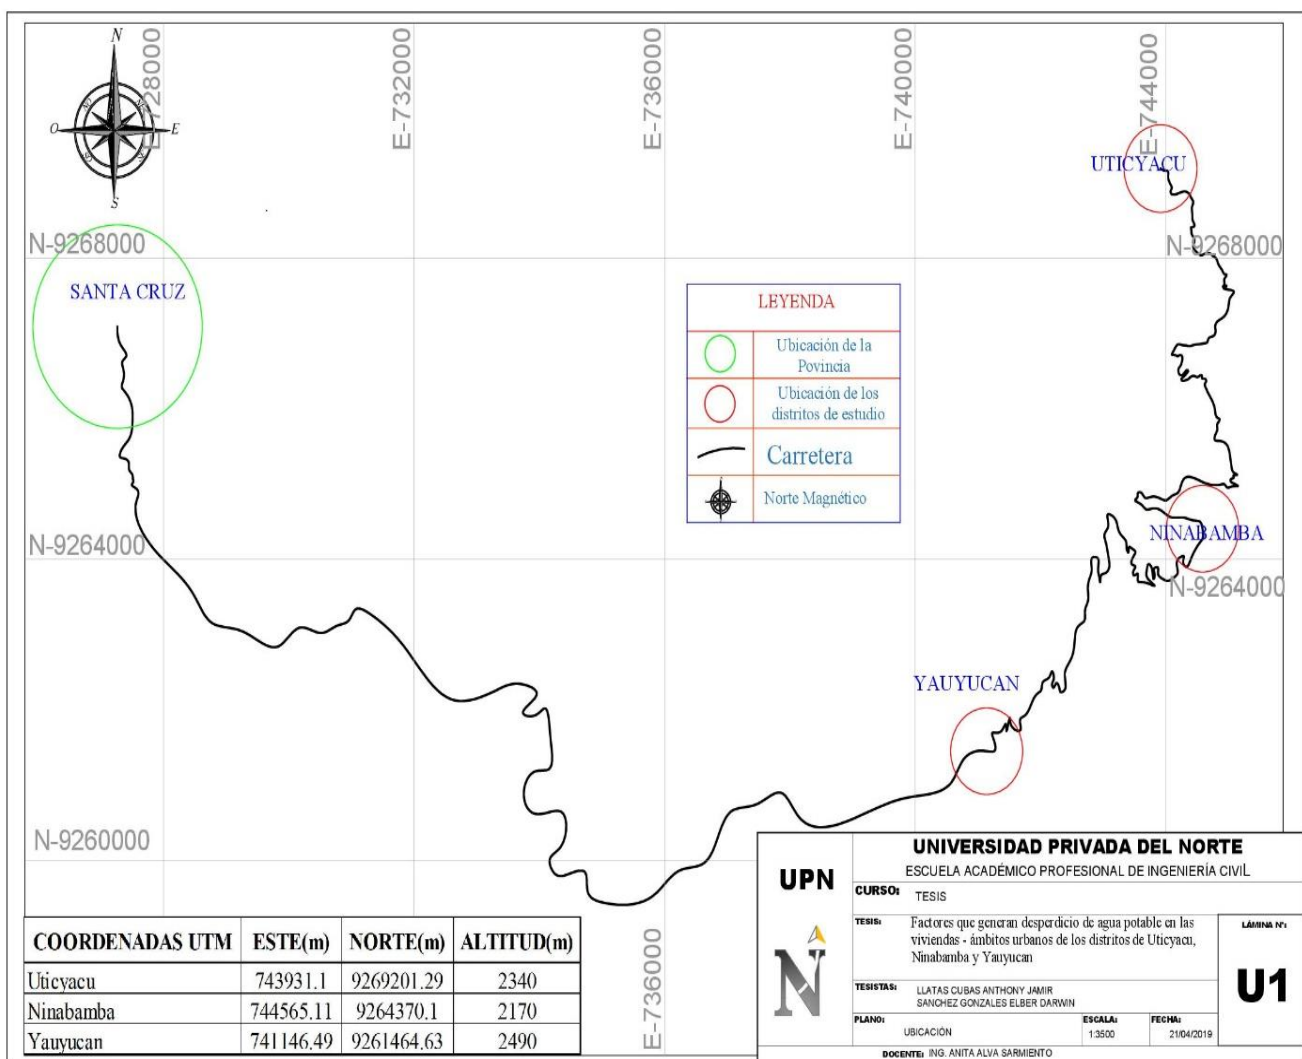 N
E-728000
E-732000
E-736000
E-740000
E-744000
NO
O
E
S
UTICYACU
N-9268000
N-9268000
SANTA CRUZ
LEYENDA
Ubicación de la
Povincia
Ubicación de los
distritos de estudio
Carretera
Norte Magnético
N-9264000
NINABAMBA
N-9264000
YAUYUCAN
N-9260000
E-736000
COORDENADAS UTM ESTE(m) NORTE(m) ALTITUD(m)
Uticyacu 743931.1 9269201.29 2340
Ninabamba 744565.11 9264370.1 2170
Yauyucan 741146.49 9261464.63 2490
UPN
N
UNIVERSIDAD PRIVADA DEL NORTE
ESCUELA ACADÉMICO PROFESIONAL DE INGENIERÍA CIVIL
CURSO: TESIS
TESIS: Factores que generan desperdicio de agua potable en las
viviendas - ámbitos urbanos de los distritos de Uticyacu,
Ninabamba y Yauyucan
LÁMINA N°:
U1
TESISTAS: LLATAS CUBAS ANTHONY JAMIR
SANCHEZ GONZALES ELBER DARWIN
PLANO: UBICACIÓN
ESCALA: 1:3500
FECHA: 21/04/2019
DOCENTE: ING. ANITA ALVA SARMIENTO